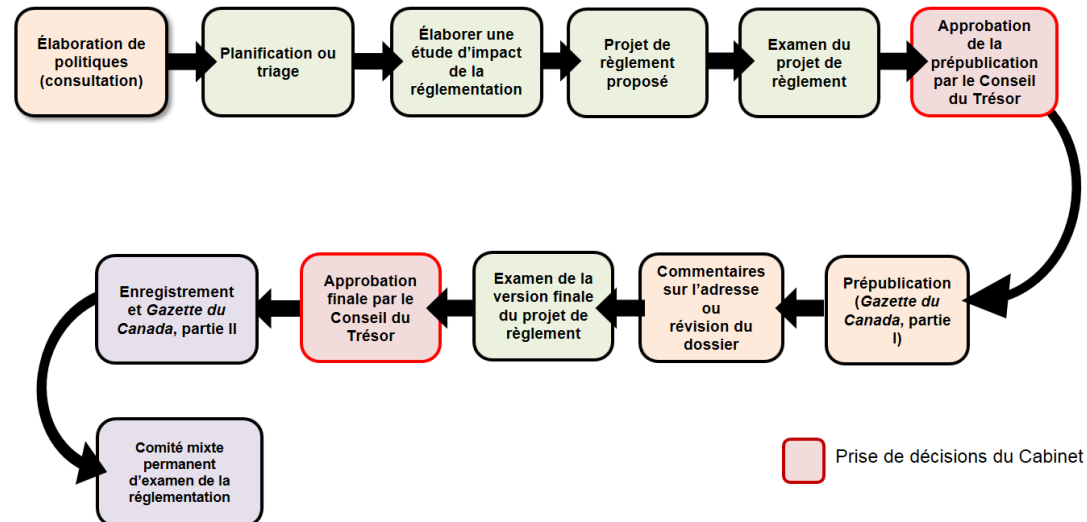 Élaboration de
politiques
(consultation)
Planification ou
triage
Élaborer une
étude d'impact
de la
réglementation
Projet de
règlement
proposé
Examen du
projet de
règlement
Approbation
de la
prépublication
par le Conseil
du Trésor
Prépublication
(Gazette du
Canada, partie
I)
Commentaires
sur l'adresse
ou
révision du
dossier
Examen de la
version finale
du projet de
règlement
Approbation
finale par le
Conseil du
Trésor
Enregistrement
et Gazette du
Canada, partie II
Comité mixte
permanent
d'examen de la
réglementation
Prise de décisions du Cabinet